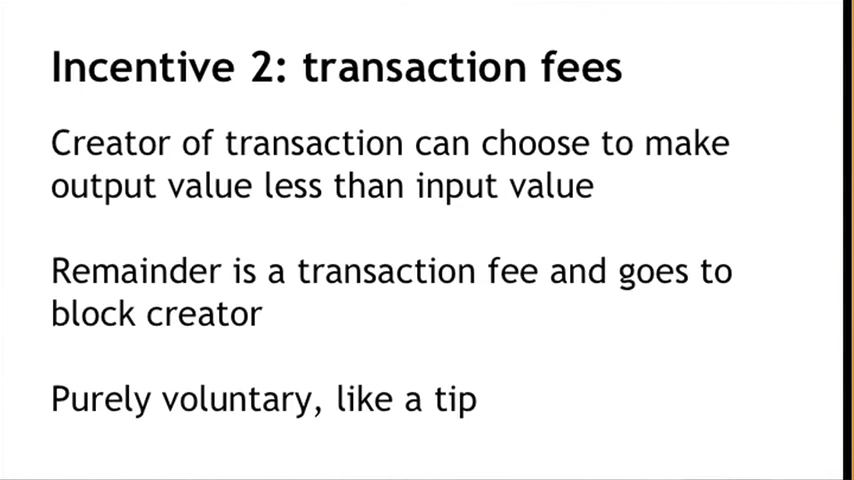 Incentive 2: transaction fees
Creator of transaction can choose to make
output value less than input value
Remainder is a transaction fee and goes to
block creator
Purely voluntary, like a tip